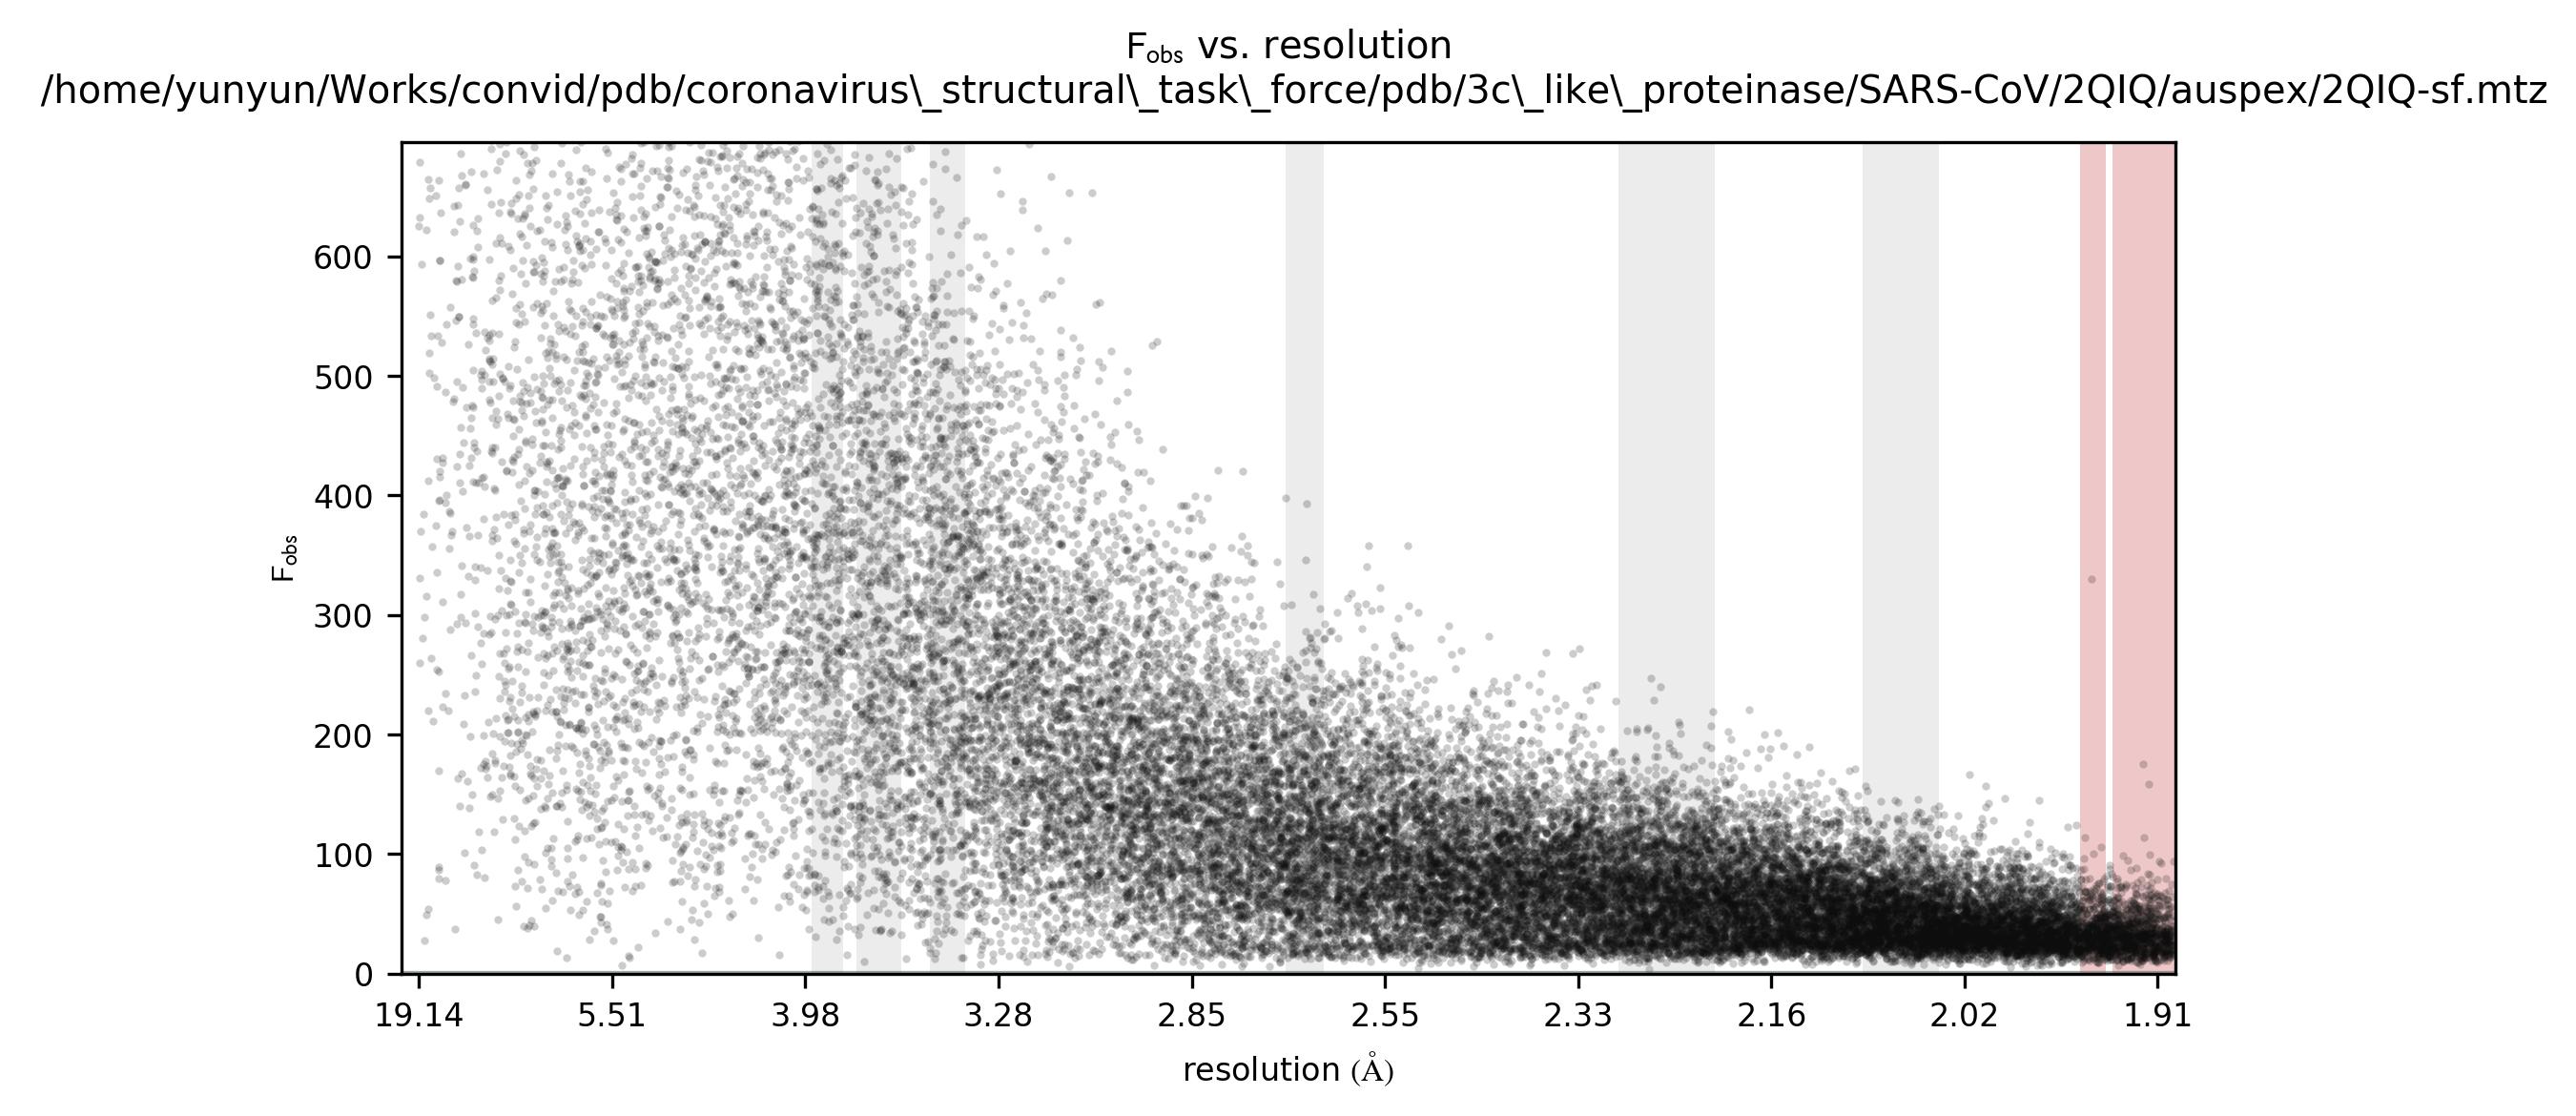 Fobs vs. resolution
/home/yunyun/Works/convid/pdb/coronavirus\_structural\_task\_force/pdb/3c\_like\_proteinase/SARS-CoV/2QIQ/auspex/2QIQ-sf.mtz
600
500
400
300
200
100
0
Fobs
19.14 5.51 3.98 3.28 2.85 2.55 2.33 2.16 2.02 1.91
resolution (Å)